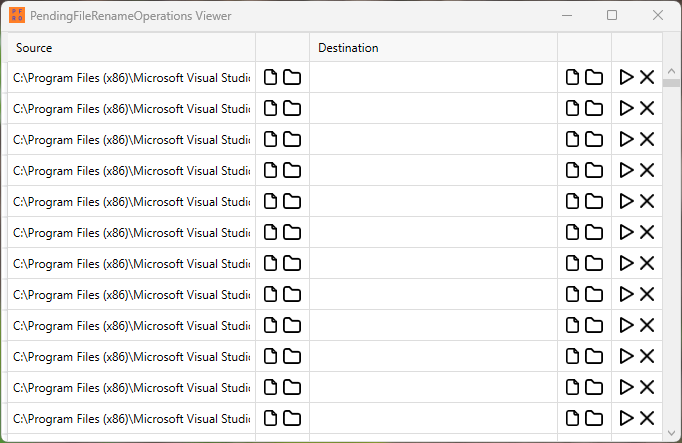 PendingFileRenameOperations Viewer
Source Destination
C:\Program Files (x86)\Microsoft Visual Studi
C:\Program Files (x86)\Microsoft Visual Studi
C:\Program Files (x86)\Microsoft Visual Studi
C:\Program Files (x86)\Microsoft Visual Studi
C:\Program Files (x86)\Microsoft Visual Studi
C:\Program Files (x86)\Microsoft Visual Studi
C:\Program Files (x86)\Microsoft Visual Studi
C:\Program Files (x86)\Microsoft Visual Studi
C:\Program Files (x86)\Microsoft Visual Studi
C:\Program Files (x86)\Microsoft Visual Studi
C:\Program Files (x86)\Microsoft Visual Studi
C:\Program Files (x86)\Microsoft Visual Studi